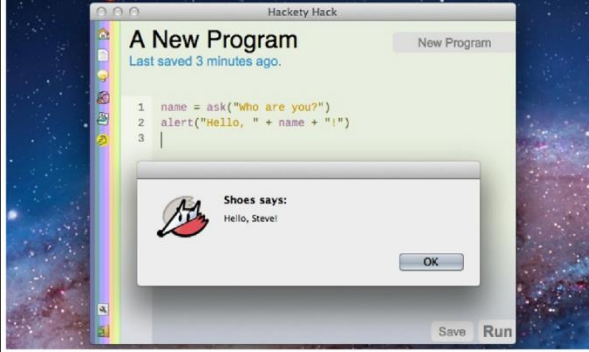 Hackety Hack
A New Program
New Program
Last saved 3 minutes ago.
1 name = ask("Who are you?")
2 alert("Hello, " + name + "!")
3
Shoes says:
Hello, Steve!
OK
Save
Run